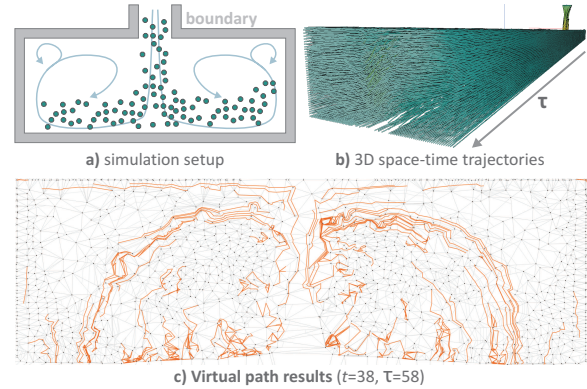 boundary
τ
a) simulation setup
b) 3D space-time trajectories
c) Virtual path results (t=38, τ=58)